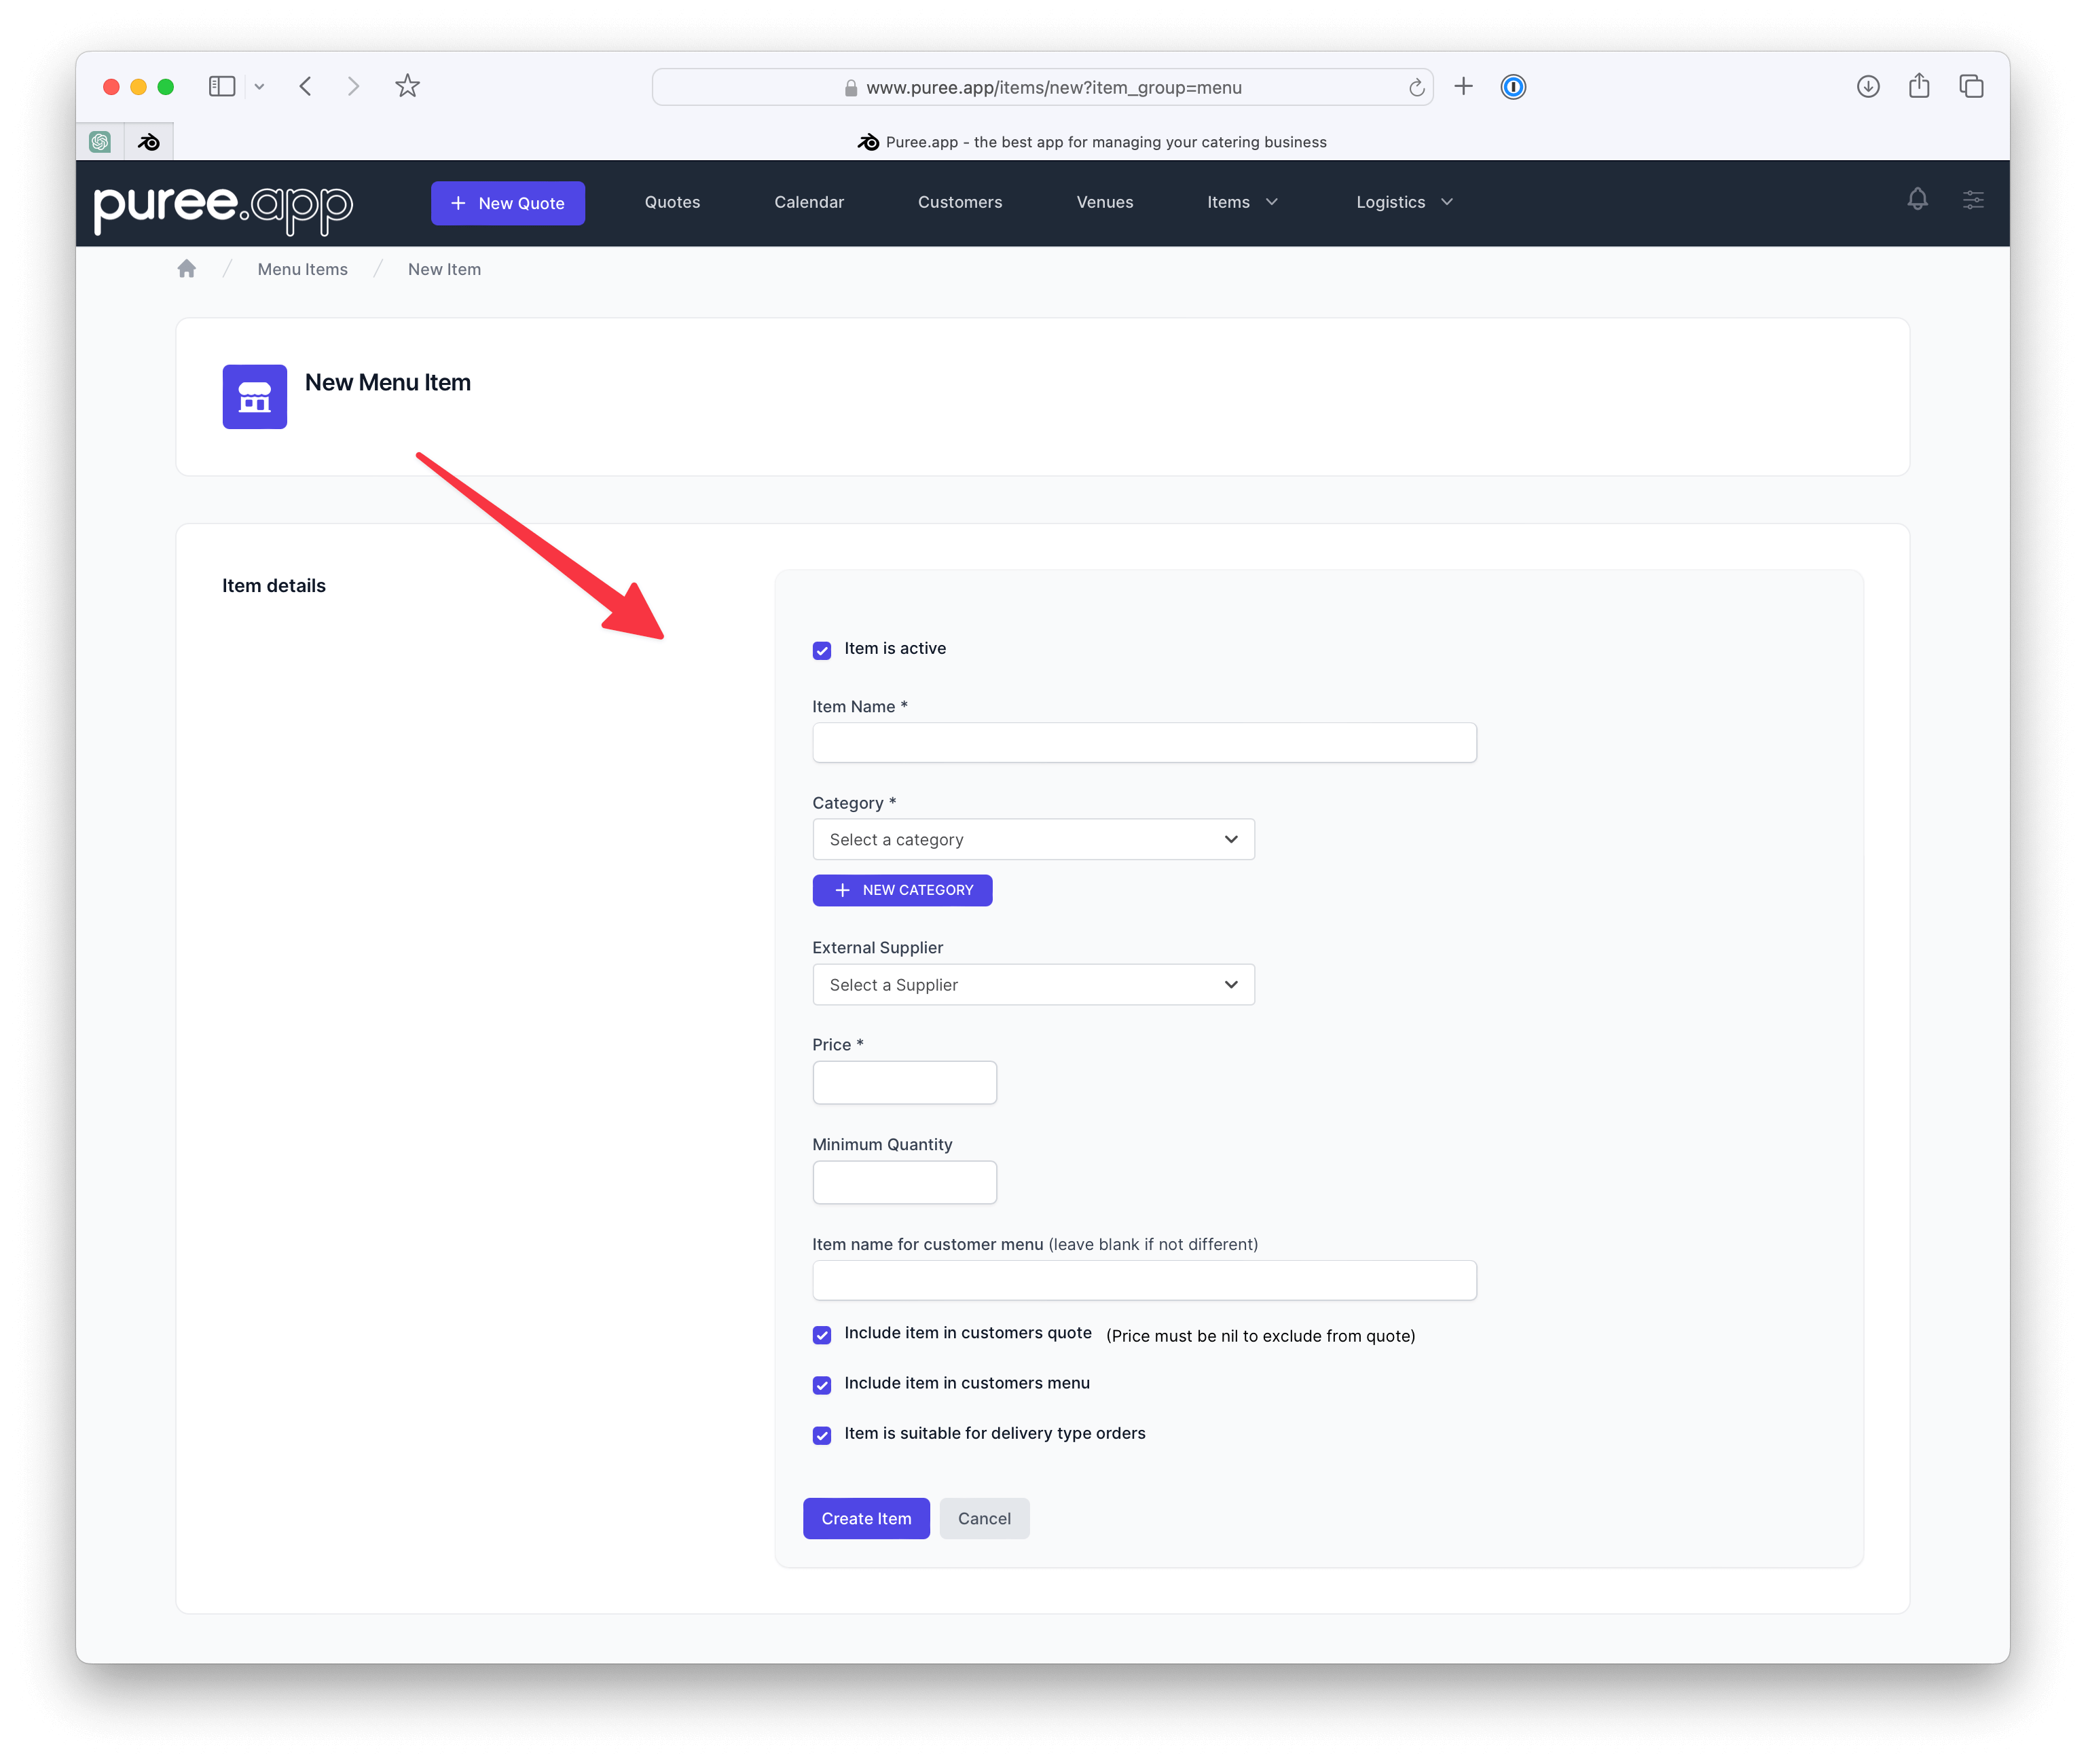 www.puree.app/items/new?item_group=menu
Puree.app - the best app for managing your catering business
puree.app
New Quote
Quotes
Calendar
Customers
Venues
Items
Logistics
Menu Items / New Item
New Menu Item
Item details
Item is active
Item Name *
Category *
Select a category
NEW CATEGORY
External Supplier
Select a Supplier
Price *
Minimum Quantity
Item name for customer menu (leave blank if not different)
Include item in customers quote (Price must be nil to exclude from quote)
Include item in customers menu
Item is suitable for delivery type orders
Create Item
Cancel